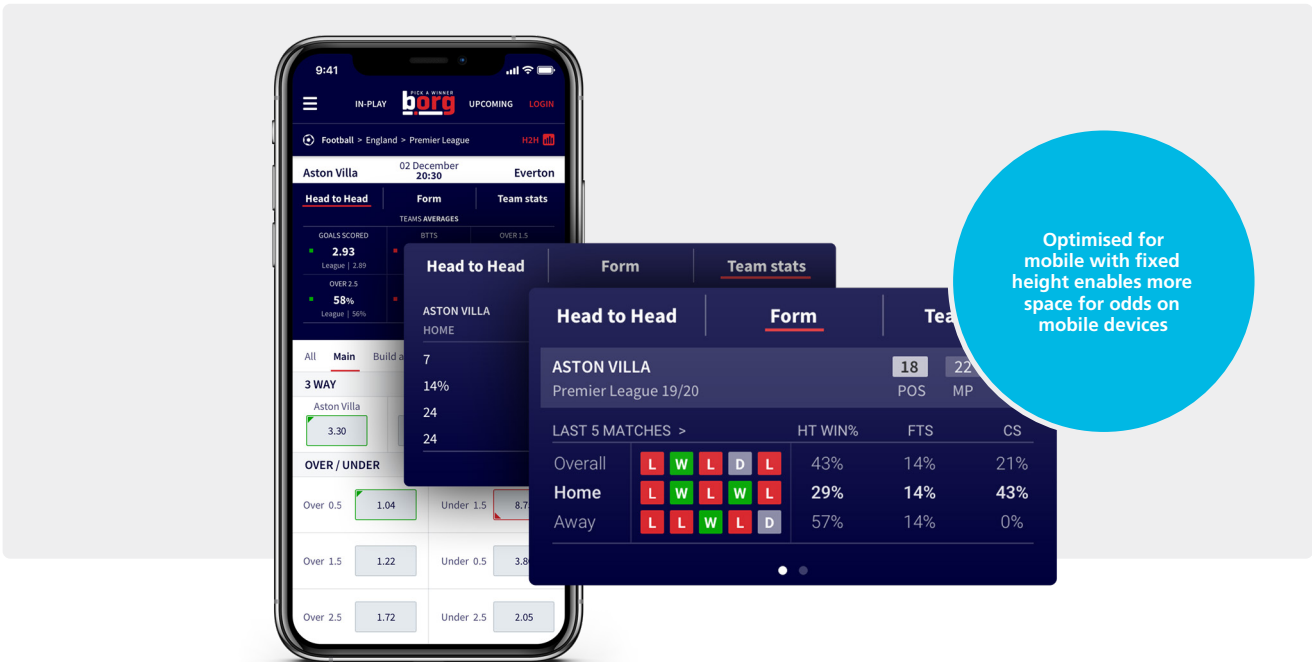 9:41
IN-PLAY
PICK A WINNER
borg
UPCOMING
LOGIN
Football > England > Premier League
H2H
Aston Villa
02 December
20:30
Everton
Head to Head
Form
Team stats
TEAMS AVERAGES
GOALS SCORED
BTTS
OVER 1.5
2.93
League | 2.89
OVER 2.5
58%
League | 56%
All Main Build a
3 WAY
Aston Villa
3.30
OVER / UNDER
Over 0.5 1.04 Under 1.5
Over 1.5 1.22 Under 0.5
Over 2.5 1.72 Under 2.5 2.05
Head to Head Form Team stats
ASTON VILLA
HOME
7
14%
24
24
Head to Head Form
ASTON VILLA 18 22
Premier League 19/20 POS MP
LAST 5 MATCHES > HT WIN% FTS CS
Overall L W L D L 43% 14% 21%
Home L W L W L 29% 14% 43%
Away L L W L D 57% 14% 0%
Optimised for
mobile with fixed
height enables more
space for odds on
mobile devices